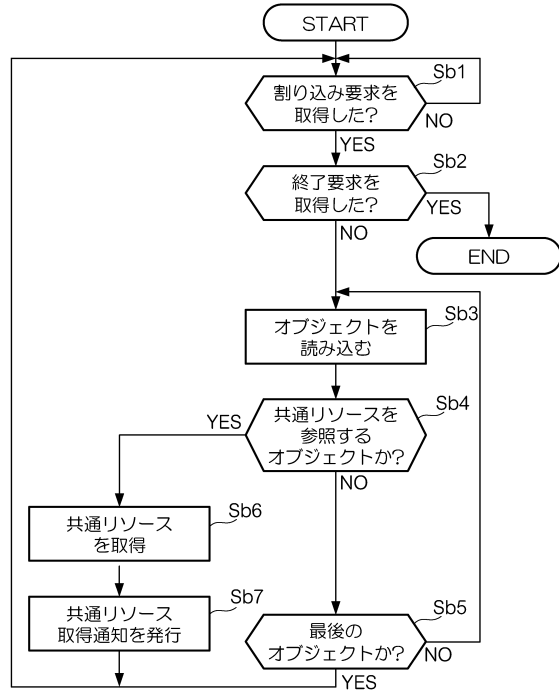 START
Sb1
割り込み要求を
取得した?
NO
YES
Sb2
終了要求を
取得した?
YES
NO
END
Sb3
オブジェクトを
読み込む
Sb4
共通リソースを
参照する
オブジェクトか?
YES
NO
Sb6
共通リソース
を取得
Sb7
共通リソース
取得通知を発行
Sb5
最後の
オブジェクトか?
NO
YES